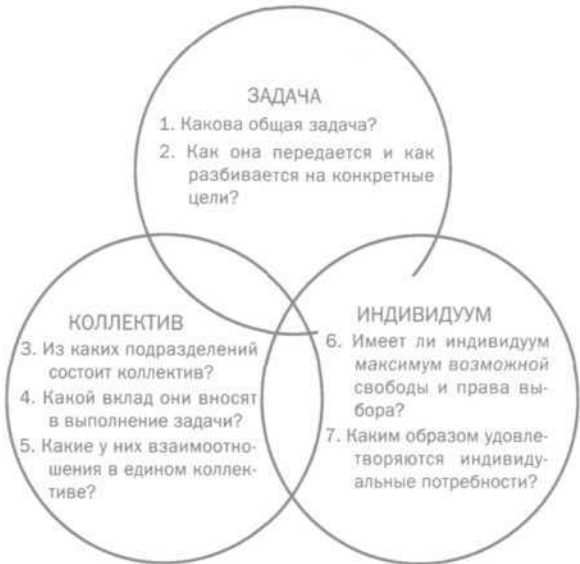 ЗАДАЧА
1. Какова общая задача?
2. Как она передается и как
разбивается на конкретные
цели?
КОЛЛЕКТИВ
3. Из каких подразделений
состоит коллектив?
4. Какой вклад они вносят
в выполнение задачи?
5. Какие у них взаимоотно-
шения в едином коллек-
тиве?
ИНДИВИДУУМ
6. Имеет ли индивидуум
максимум возможной
свободы и права вы-
бора?
7. Каким образом удовле-
творяются индивиду-
альные потребности?